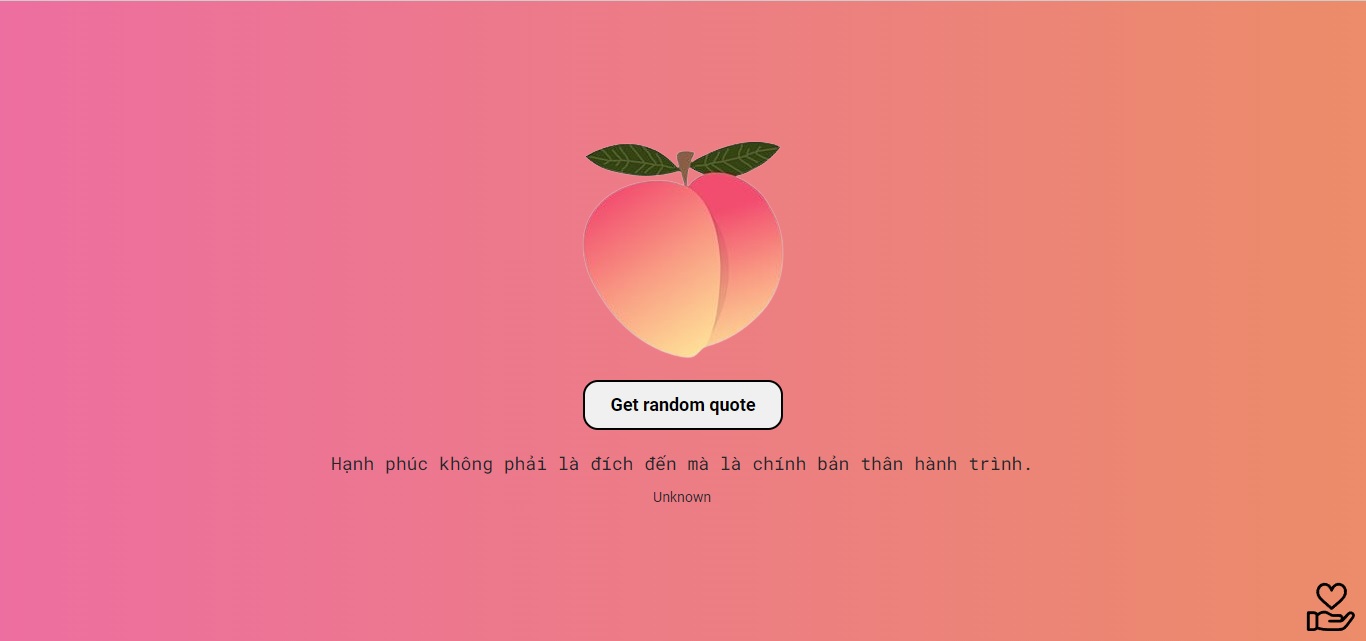 Get random quote
Hạnh phúc không phải là đích đến mà là chính bản thân hành trình.
Unknown